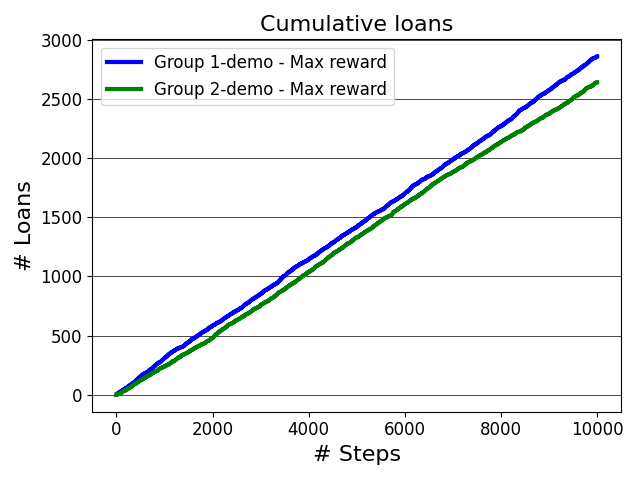 Cumulative loans
Group 1-demo - Max reward
Group 2-demo - Max reward
# Loans
3000
2500
2000
1500
1000
500
0
0 2000 4000 6000 8000 10000
# Steps